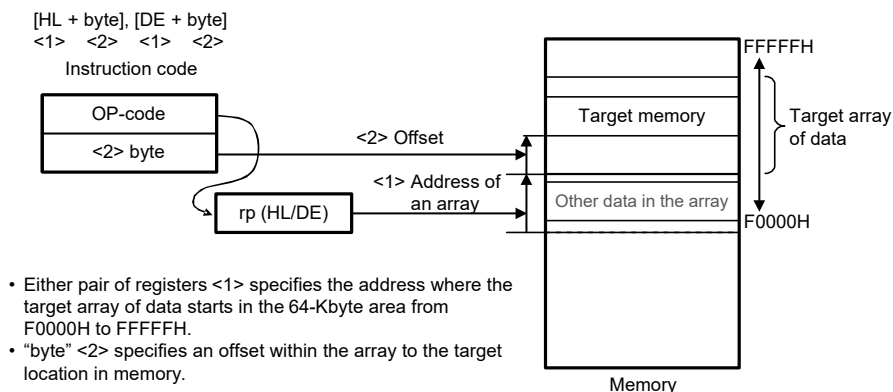 [HL + byte], [DE + byte]
<1> <2> <1> <2>
Instruction code
OP-code
<2> byte
rp (HL/DE)
<2> Offset
<1> Address of
an array
FFFFFH
Target memory
Target array
of data
Other data in the array
F0000H
Memory
• Either pair of registers <1> specifies the address where the
target array of data starts in the 64-Kbyte area from
F0000H to FFFFFH.
• “byte” <2> specifies an offset within the array to the target
location in memory.